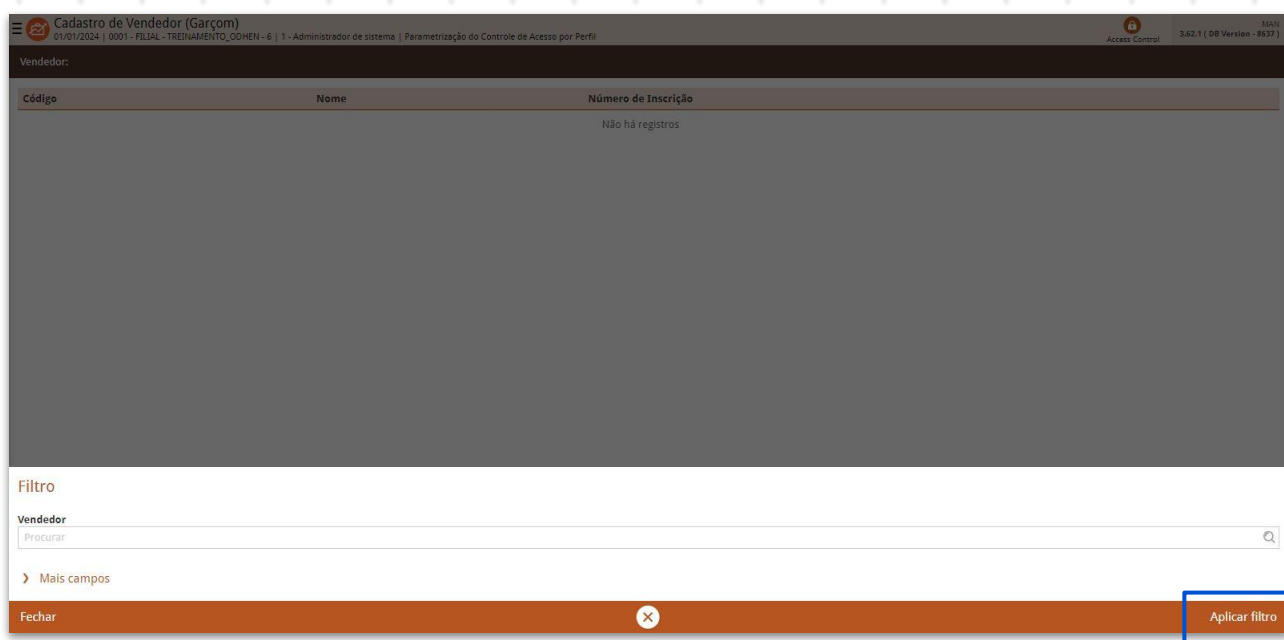 Cadastro de Vendedor (Garçom)
01/01/2024 | 0001 - FILIAL - TREINAMENTO_ODHEN - 6 | 1 - Administrador de sistema | Parametrização do Controle de Acesso por Perfil
Access Control
MAN
3.62.1 ( DB Version - 8637 )
Vendedor:
Código Nome Número de Inscrição
Não há registros
Filtro
Vendedor
Procurar
Mais campos
Fechar Aplicar filtro